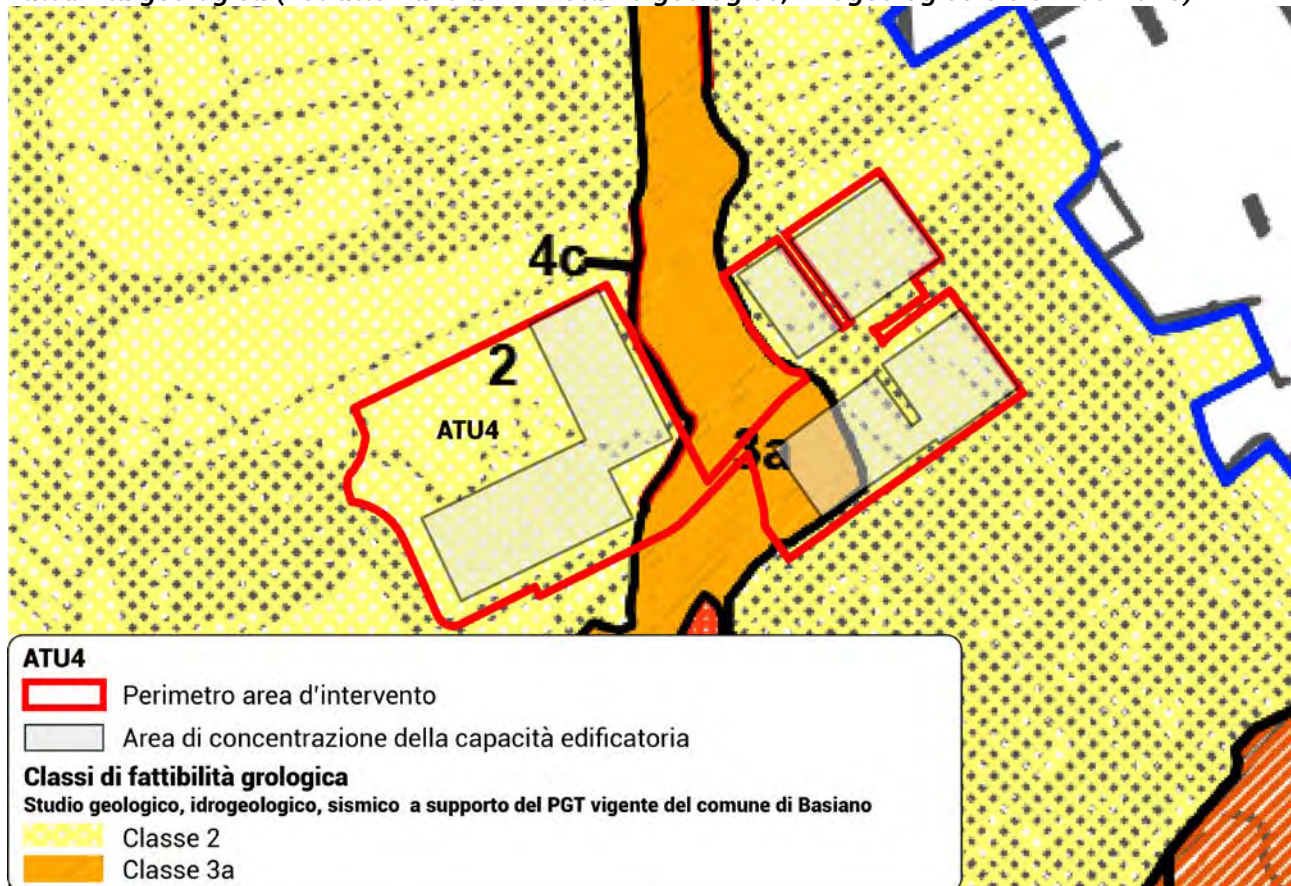 4c
2
ATU4
3a
ATU4
Perimetro area d'intervento
Area di concentrazione della capacità edificatoria
Classi di fattibilità grologica
Studio geologico, idrogeologico, sismico a supporto del PGT vigente del comune di Basiano
Classe 2
Classe 3a